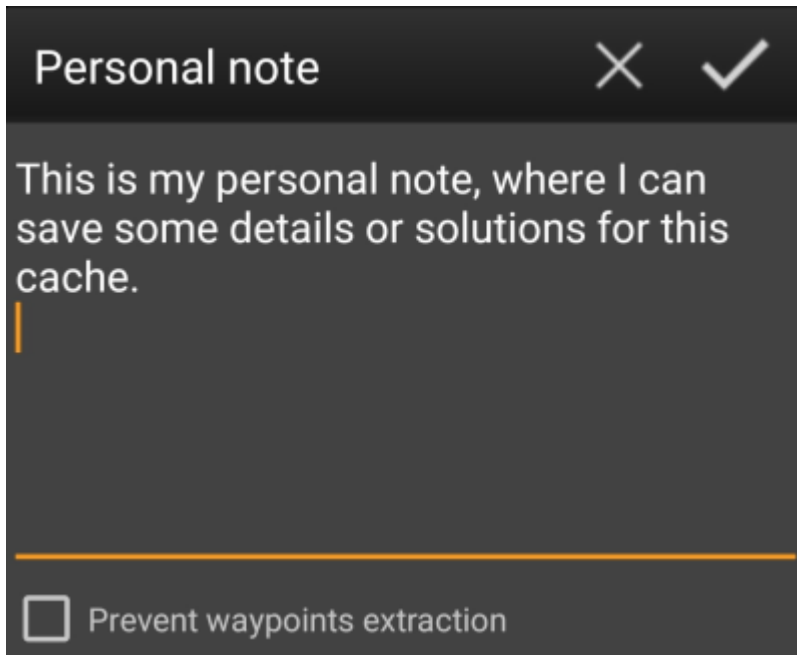 Personal note
This is my personal note, where I can
save some details or solutions for this
cache.
Prevent waypoints extraction